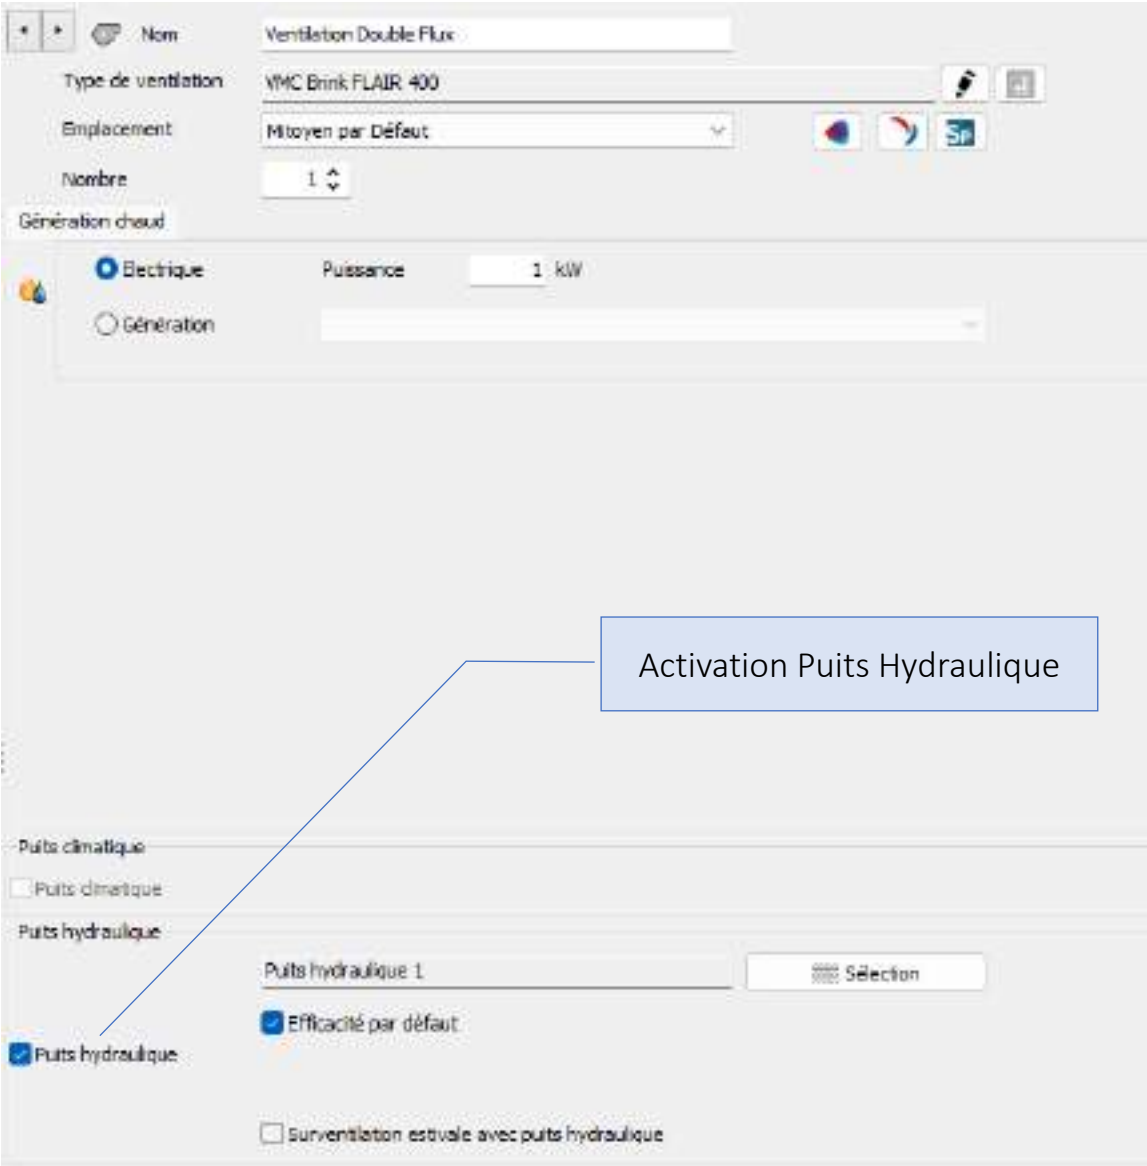 Nom Ventilation Double Flux
Type de ventilation VMC Brink FLAIR 400
Emplacement Mitoyen par Défaut Sp
Nombre 1
Génération chaud
Electrique Puissance 1 kW
Génération
Activation Puits Hydraulique
Puits climatique
Puits climatique
Puits hydraulique
Puits hydraulique 1 Sélection
Efficacité par défaut
Puits hydraulique
Surventilation estivale avec puits hydraulique